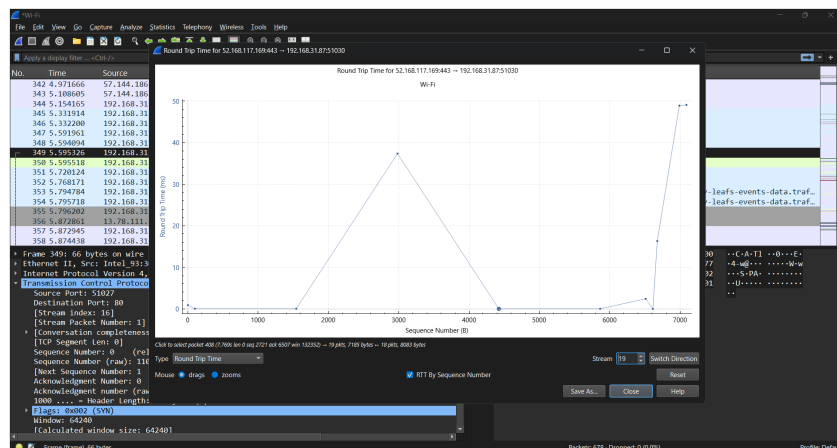 *Wi-Fi
File Edit View Go Capture Analyze Statistics Telephony Wireless Tools Help
Apply a display filter ... <Ctrl-/>
No. Time Source
342 4.971666 57.144.186
343 5.108605 57.144.186
344 5.154165 192.168.31
345 5.331914 192.168.31
346 5.332200 192.168.31
347 5.591961 192.168.31
348 5.594094 192.168.31
349 5.595326 192.168.31
350 5.595518 192.168.31
351 5.720124 192.168.31
352 5.768171 192.168.31
353 5.794784 192.168.31
354 5.795718 192.168.31
355 5.796202 192.168.31
356 5.872861 13.78.111.
357 5.872945 192.168.31
358 5.874438 192.168.31
-leafs-events-data.traf…
-leafs-events-data.traf…
Frame 349: 66 bytes on wire
Ethernet II, Src: Intel_93:3
Internet Protocol Version 4,
Transmission Control Protoco
Source Port: 51027
Destination Port: 80
[Stream index: 16]
[Stream Packet Number: 1]
[Conversation completeness
[TCP Segment Len: 0]
Sequence Number: 0 (rel
Sequence Number (raw): 110
[Next Sequence Number: 1
Acknowledgment Number: 0
Acknowledgment number (raw
1000 .... = Header Length:
Flags: 0x002 (SYN)
Window: 64240
[Calculated window size: 64240]
Round Trip Time for 52.168.117.169:443 → 192.168.31.87:51030
Round Trip Time for 52.168.117.169:443 → 192.168.31.87:51030
Wi-Fi
Round Trip Time (ms)
50
40
30
20
10
0
0 1000 2000 3000 4000 5000 6000 7000
Sequence Number (B)
Click to select packet 408 (7.769s len 0 seq 2721 ack 6507 win 132352) → 19 pkts, 7185 bytes ← 18 pkts, 8083 bytes
Type Round Trip Time Stream 19 Switch Direction
Mouse drags zooms RTT By Sequence Number Reset
Save As… Close Help
Frame (frame), 66 bytes
Packets: 678 · Dropped: 0 (0.0%)
Profile: Defa